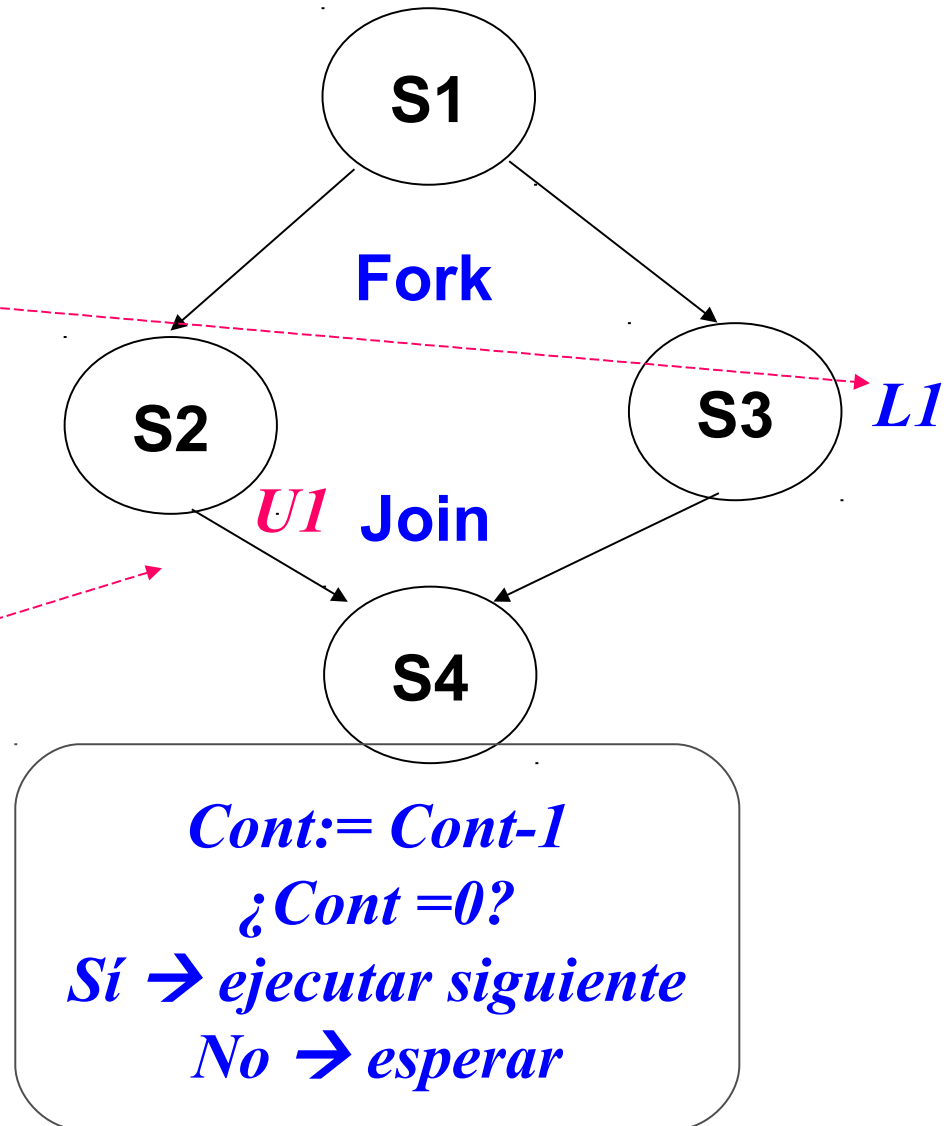 S1
Fork
S2
S3
L1
U1
Join
S4
Cont:= Cont-1
¿Cont =0?
Sí → ejecutar siguiente
No → esperar